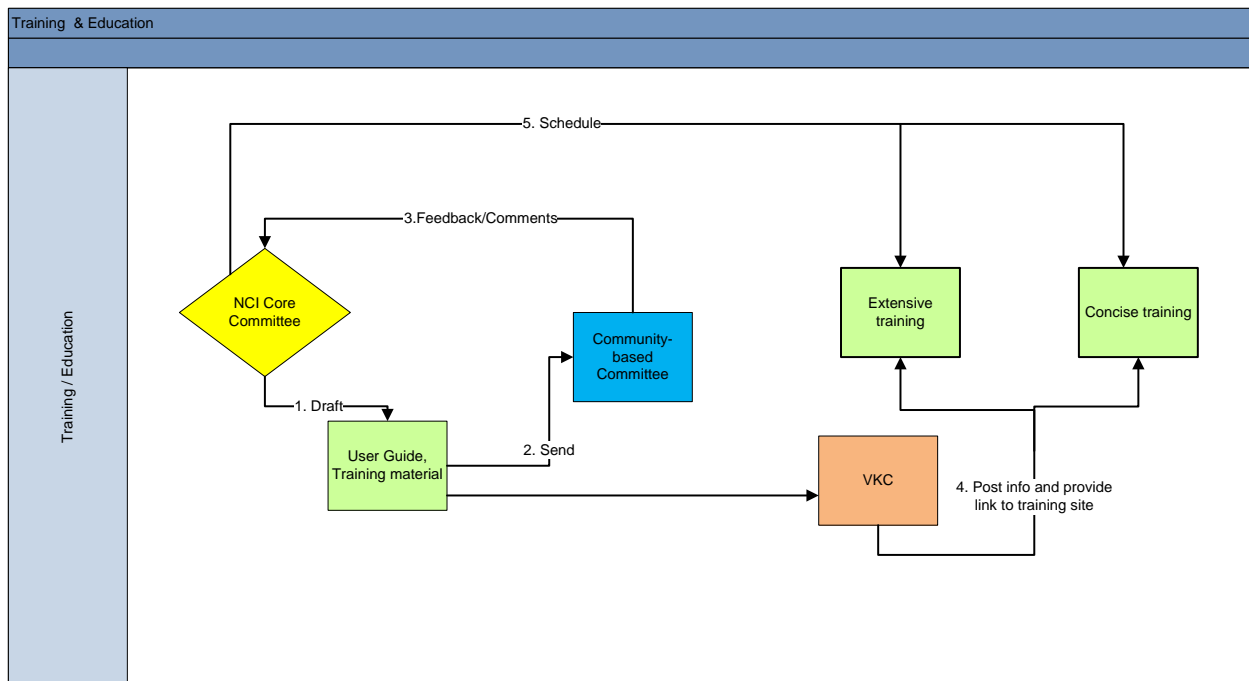 Training  & Education
Training / Education
5. Schedule
3.Feedback/Comments
NCI Core
Committee
Community-
based
Committee
Extensive
training
Concise training
1. Draft
User Guide,
Training material
2. Send
VKC
4. Post info and provide
link to training site